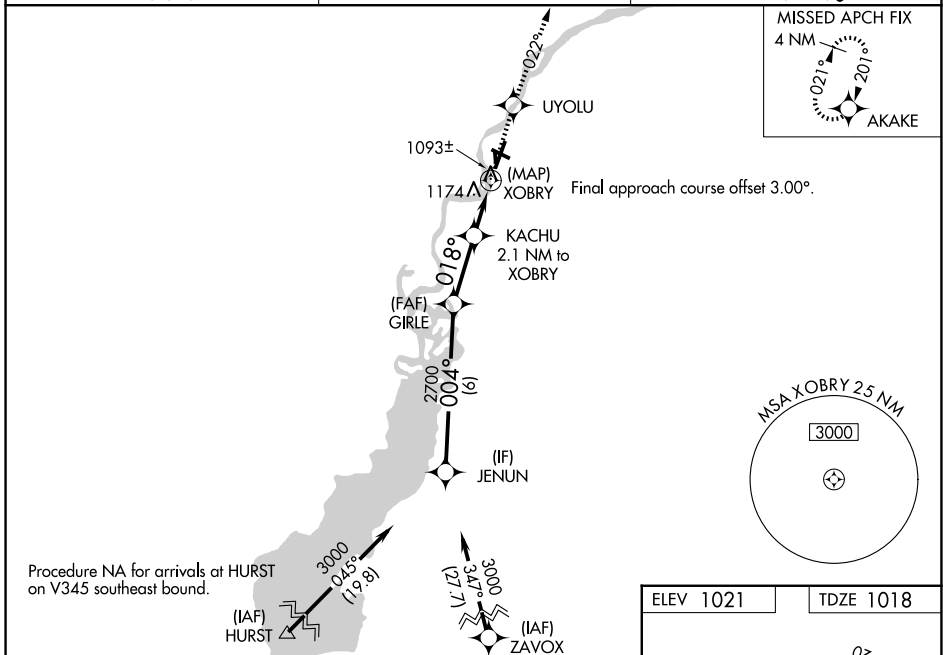 MISSED APCH FIX
4 NM
021°
201°
AKAKE
022°
UYOLU
1093±
(MAP)
XOBRY
1174
Final approach course offset 3.00°.
KACHU
2.1 NM to
XOBRY
018°
(FAF)
GIRLE
2700
004°
(6)
MSA XOBRY 25 NM
3000
(IF)
JENUN
Procedure NA for arrivals at HURST
on V345 southeast bound.
3000
045°
(19.8)
(IAF)
HURST
3000
347°
(27.7)
(IAF)
ZAVOX
ELEV 1021
TDZE 1018